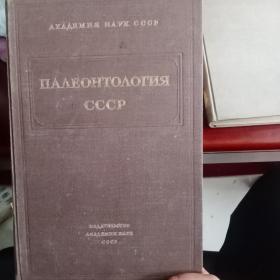 АКАДЕМИЯ НАУК СССР
ПАЛЕОНТОЛОГИЯ
СССР
ИЗДАТЕЛЬСТВО
АКАДЕМИИ НАУК
СССР